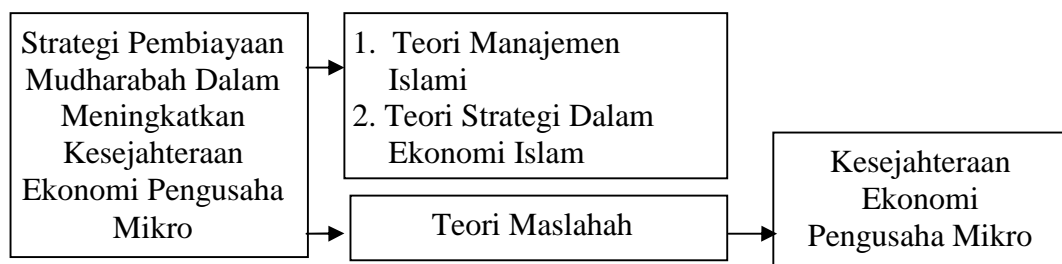 Strategi Pembiayaan
Mudharabah Dalam
Meningkatkan
Kesejahteraan
Ekonomi Pengusaha
Mikro
1. Teori Manajemen
Islami
2. Teori Strategi Dalam
Ekonomi Islam
Teori Maslahah
Kesejahteraan
Ekonomi
Pengusaha Mikro